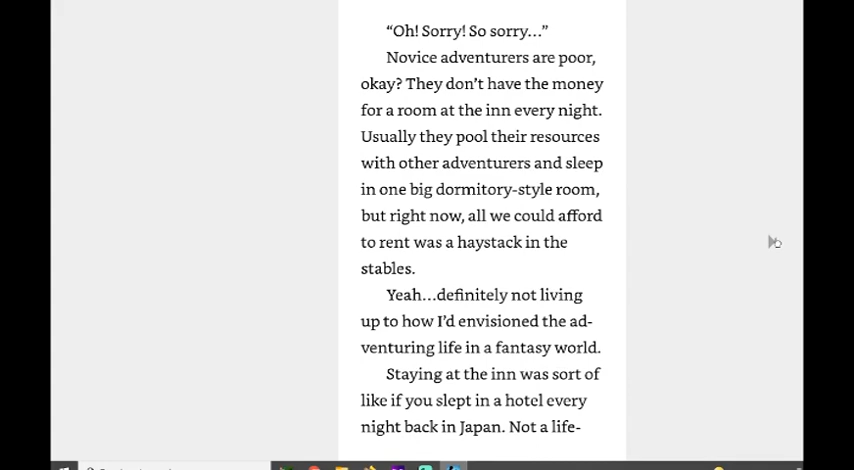 “Oh! Sorry! So sorry…”
Novice adventurers are poor,
okay? They don’t have the money
for a room at the inn every night.
Usually they pool their resources
with other adventurers and sleep
in one big dormitory-style room,
but right now, all we could afford
to rent was a haystack in the
stables.
Yeah…definitely not living
up to how I’d envisioned the ad-
venturing life in a fantasy world.
Staying at the inn was sort of
like if you slept in a hotel every
night back in Japan. Not a life-